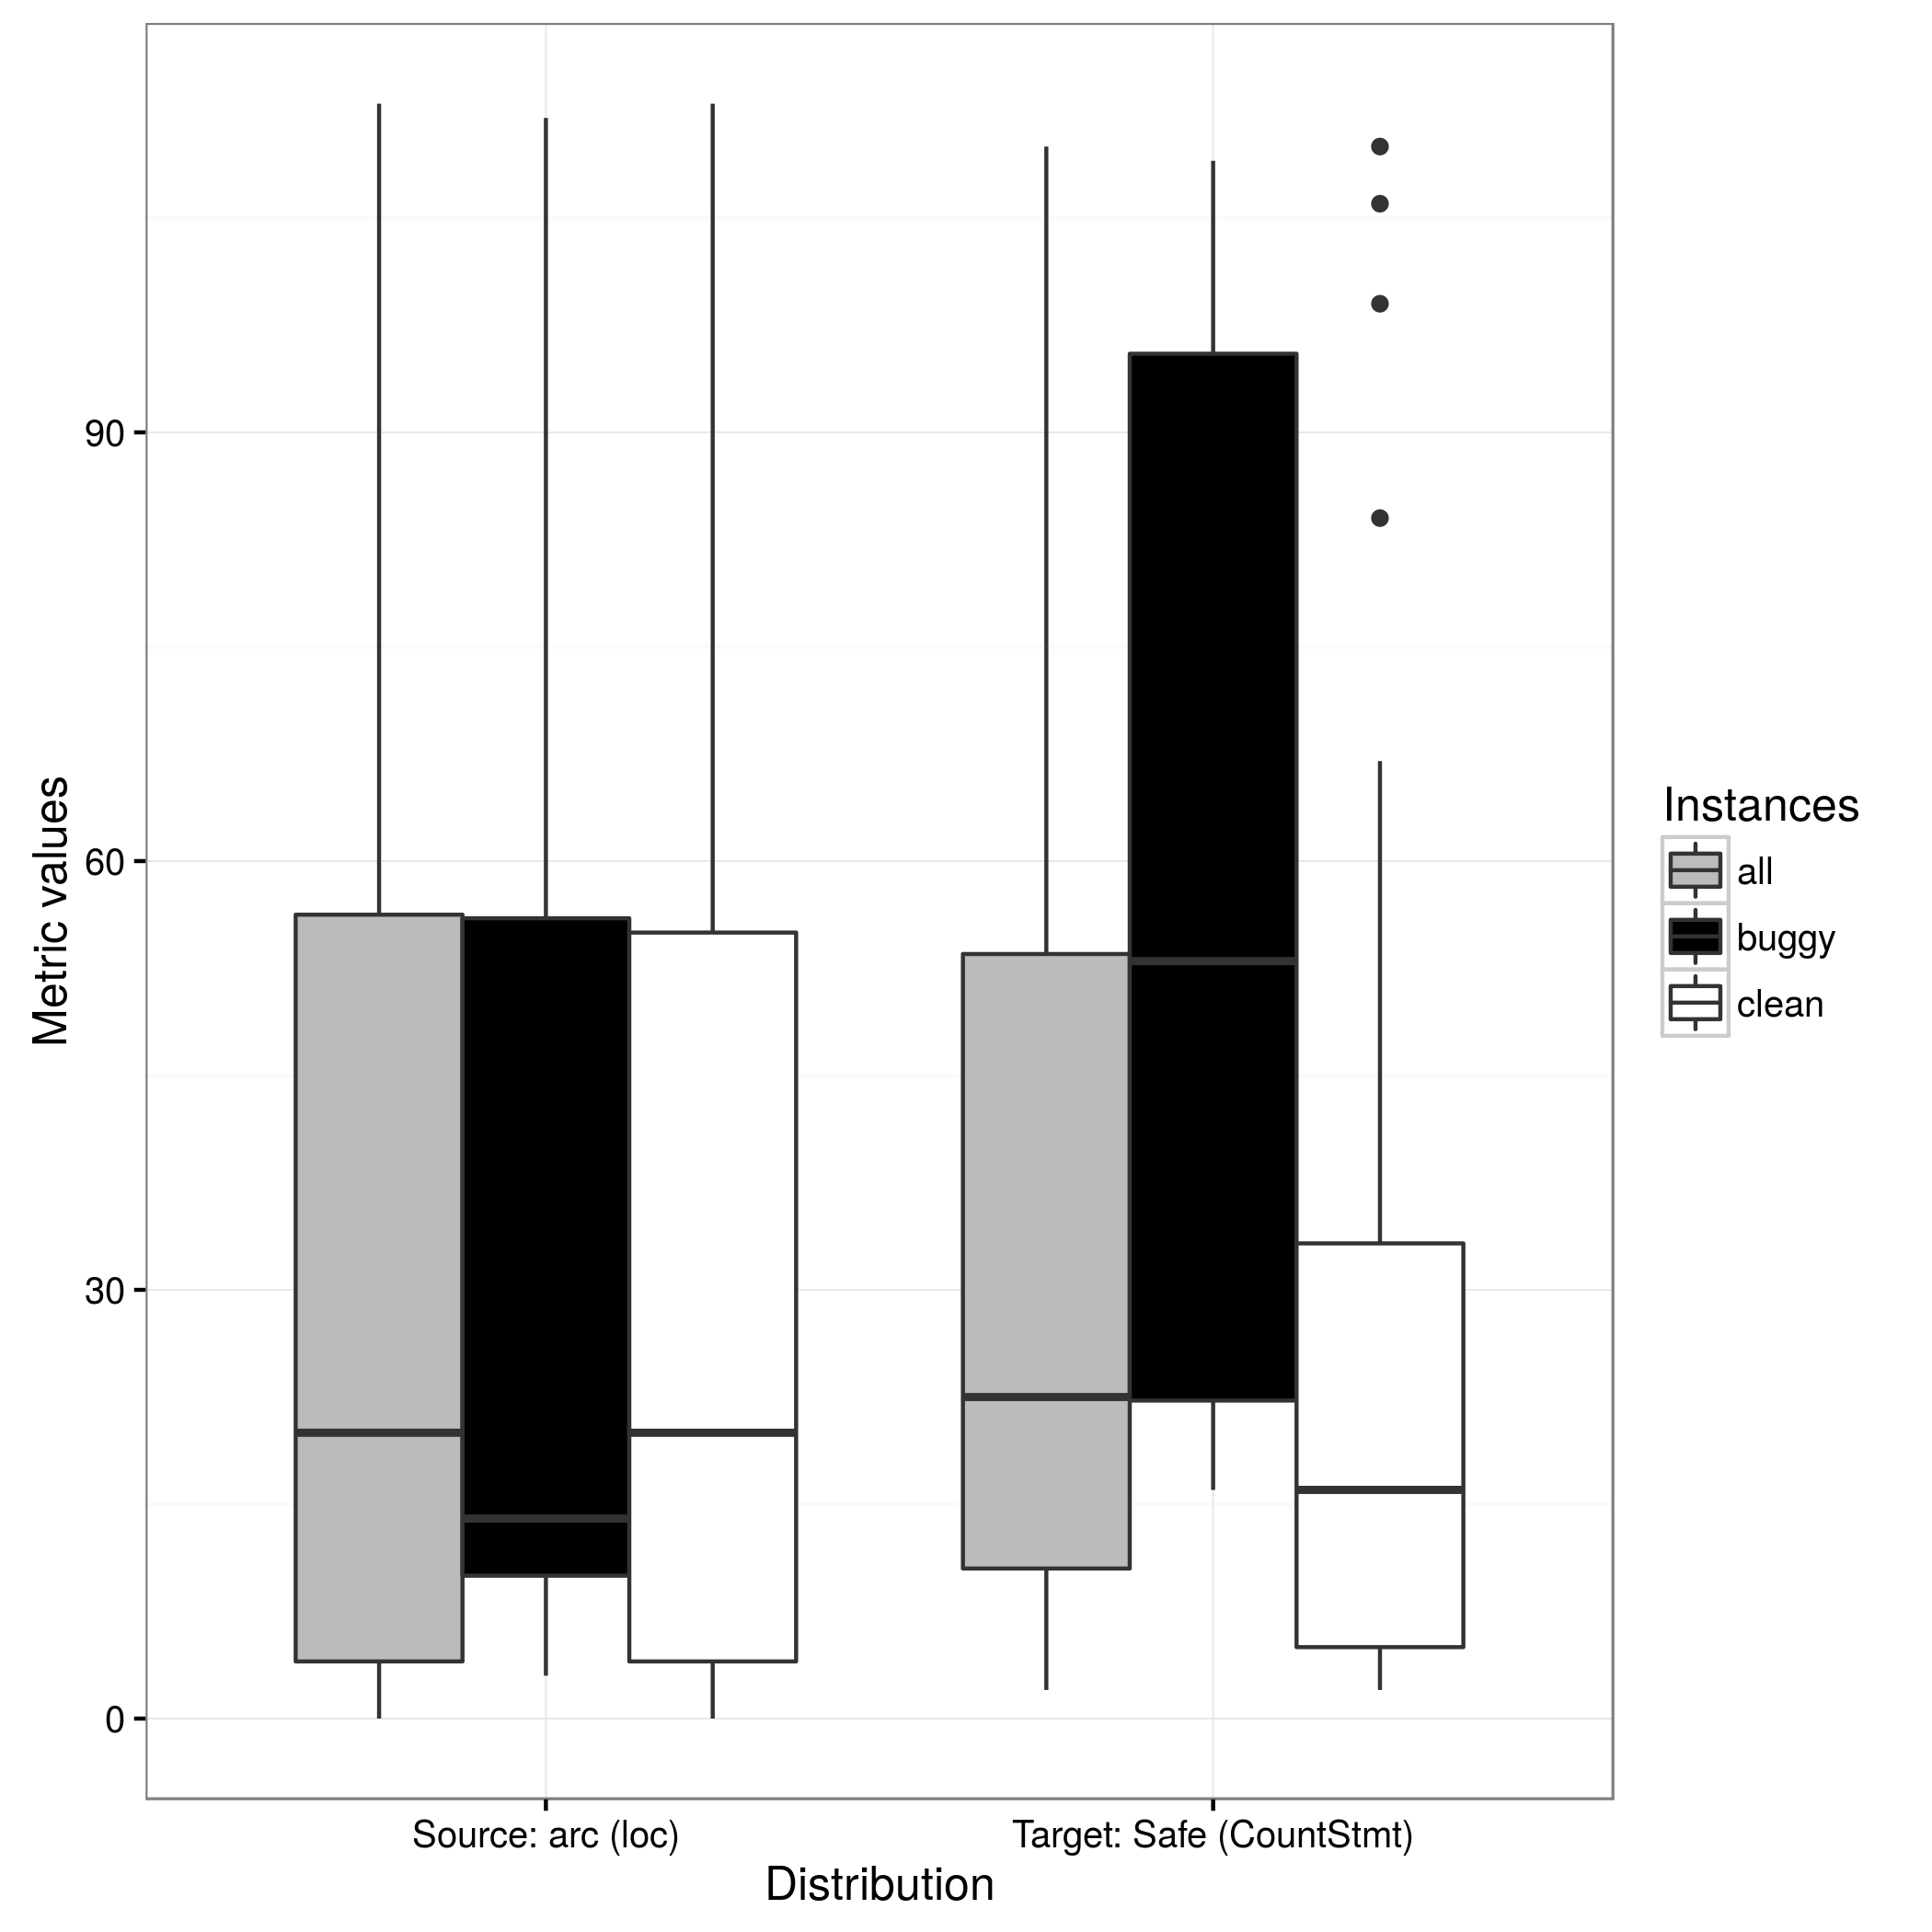 Metric values
90
60
30
0
Source: arc (loc)
Target: Safe (CountStmt)
Distribution
Instances
all
buggy
clean